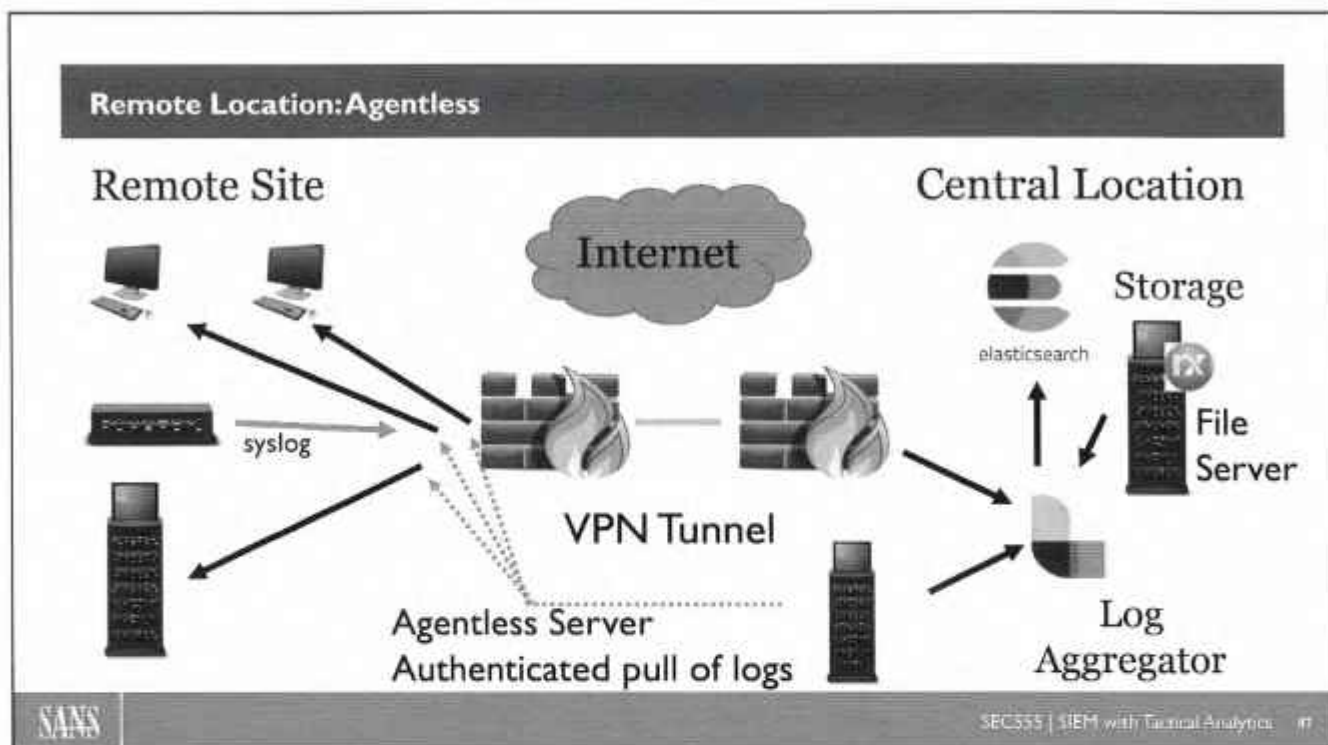 Remote Location: Agentless
Remote Site
Internet
Central Location
elasticsearch
Storage
rx
File
Server
syslog
VPN Tunnel
Agentless Server
Authenticated pull of logs
Log
Aggregator
SANS
SEC555 | SIEM with Tactical Analytics